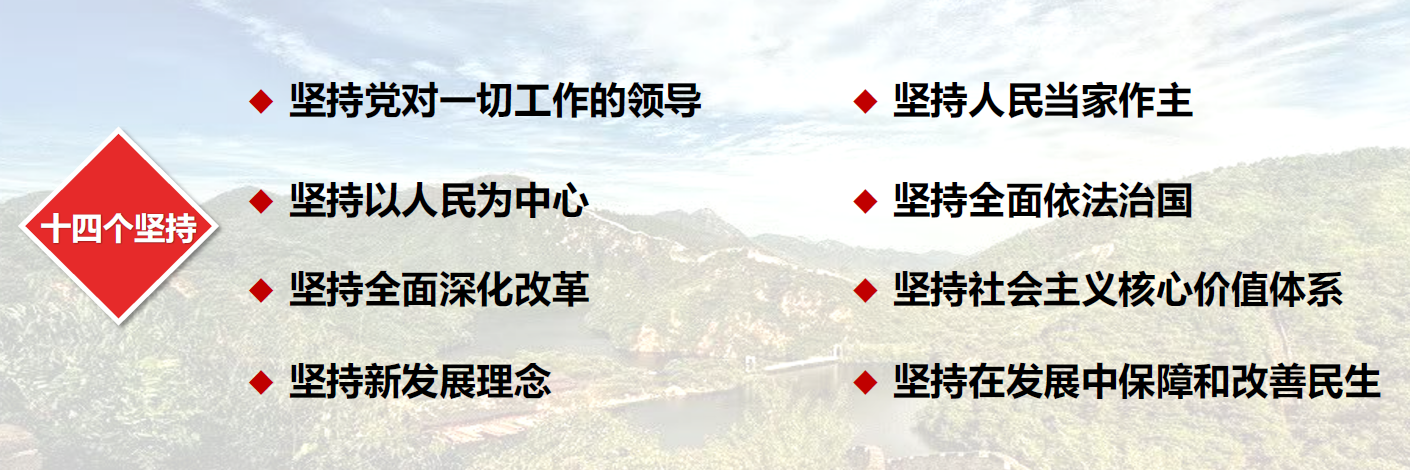 十四个坚持
坚持党对一切工作的领导
坚持以人民为中心
坚持全面深化改革
坚持新发展理念
坚持人民当家作主
坚持全面依法治国
坚持社会主义核心价值体系
坚持在发展中保障和改善民生